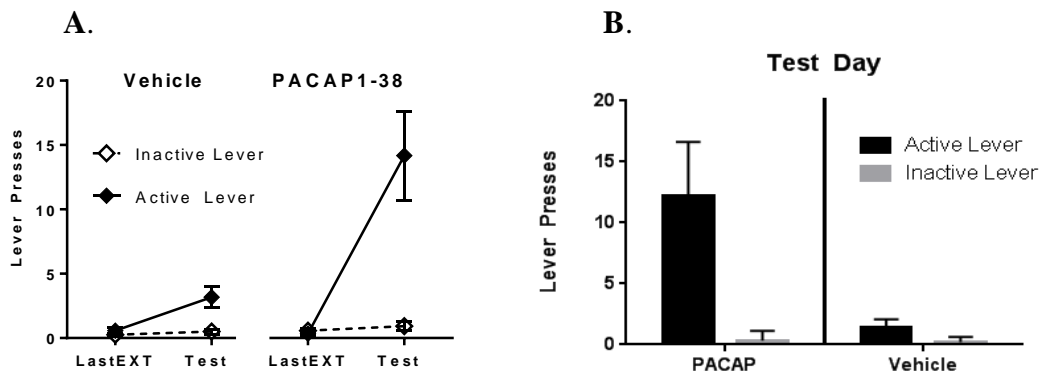 A.
Vehicle PACAP1-38
20
15
10
5
0
Lever Presses
Inactive Lever
Active Lever
LastEXT Test LastEXT Test
B.
Test Day
20
15
10
5
0
Lever Presses
Active Lever
Inactive Lever
PACAP Vehicle